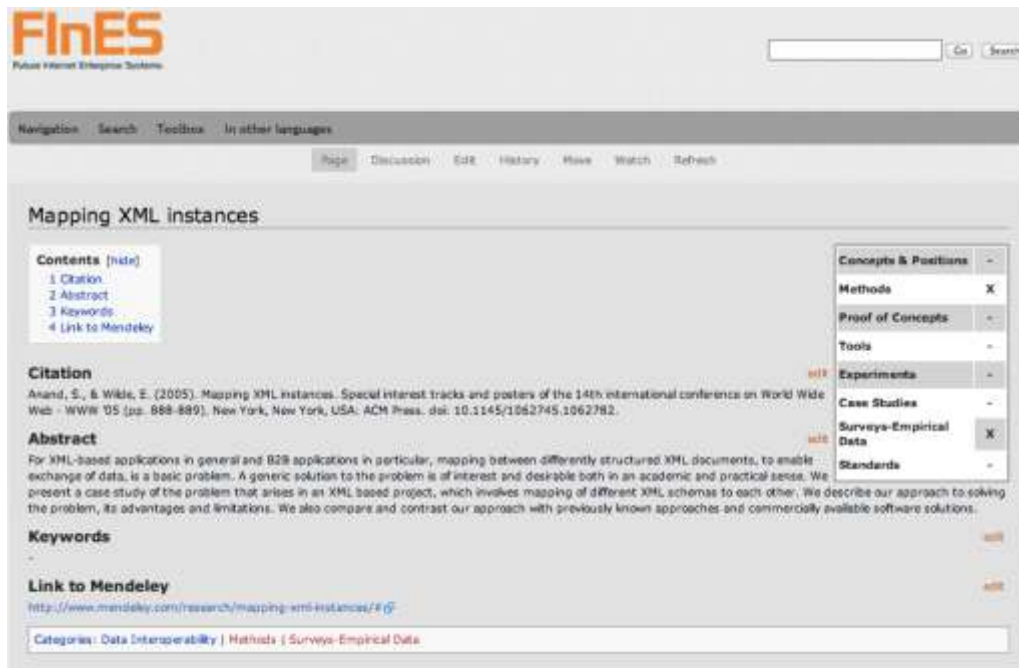 FInES
Future Internet Enterprise Systems
Go Search
Navigation Search Toolbox In other languages
Page Discussion Edit History Move Watch Refresh
Mapping XML instances
Contents [hide]
1 Citation
2 Abstract
3 Keywords
4 Link to Mendeley
Concepts & Positions -
Methods X
Proof of Concepts -
Tools -
Experiments -
Case Studies -
Surveys-Empirical
Data X
Standards -
Citation edit
Anand, S., & Wilde, E. (2005). Mapping XML instances. Special interest tracks and posters of the 14th international conference on World Wide
Web - WWW '05 (pp. 888-889). New York, New York, USA: ACM Press. doi: 10.1145/1062745.1062782.
Abstract edit
For XML-based applications in general and B2B applications in particular, mapping between differently structured XML documents, to enable
exchange of data, is a basic problem. A generic solution to the problem is of interest and desirable both in an academic and practical sense. We
present a case study of the problem that arises in an XML based project, which involves mapping of different XML schemas to each other. We describe our approach to solving
the problem, its advantages and limitations. We also compare and contrast our approach with previously known approaches and commercially available software solutions.
Keywords edit
-
Link to Mendeley edit
http://www.mendeley.com/research/mapping-xml-instances/#
Categories: Data Interoperability | Methods | Surveys-Empirical Data